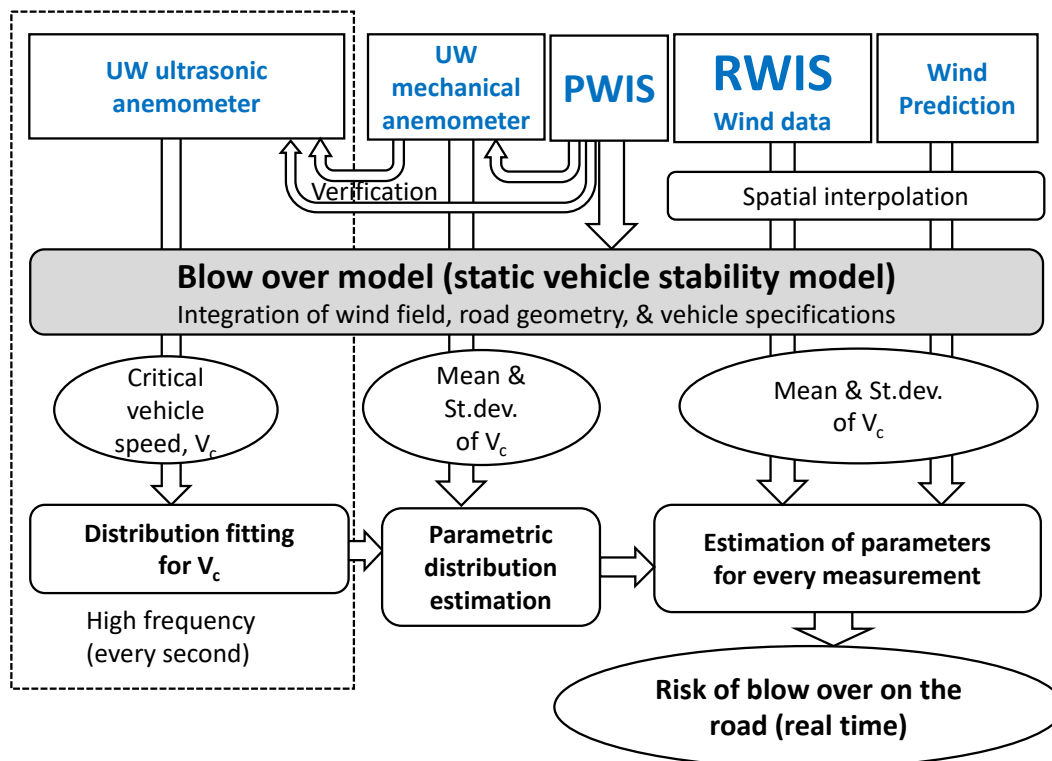 UW ultrasonic
anemometer
UW
mechanical
anemometer
PWIS
RWIS
Wind data
Wind
Prediction
Verification
Spatial interpolation
Blow over model (static vehicle stability model)
Integration of wind field, road geometry, & vehicle specifications
Critical
vehicle
speed, Vc
Mean &
St.dev.
of Vc
Mean & St.dev.
of Vc
Distribution fitting
for Vc
Parametric
distribution
estimation
Estimation of parameters
for every measurement
High frequency
(every second)
Risk of blow over on the
road (real time)